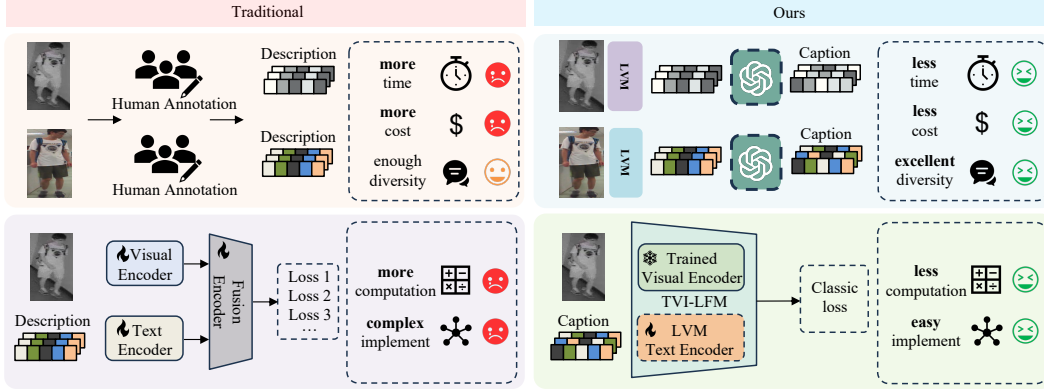 Traditional
Ours
Human Annotation
Human Annotation
Description
Description
more
time
more
cost
$
enough
diversity
LVM
LVM
Caption
Caption
less
time
less
cost
$
excellent
diversity
Description
Visual
Encoder
Text
Encoder
Fusion
Encoder
Loss 1
Loss 2
Loss 3
...
more
computation
complex
implement
Caption
Trained
Visual Encoder
TVI-LFM
LVM
Text Encoder
Classic
loss
less
computation
easy
implement